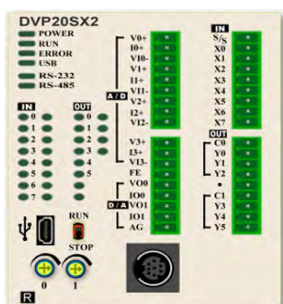 DVP20SX2
POWER
RUN
ERROR
USB
RS-232
RS-485
IN OUT
0 0
1 1
2 2
3 3
4 4
5 5
6
7
RUN
STOP
0 1
R
V0+
I0+
VI0-
V1+
I1+
VI1-
A / D
V2+
I2+
VI2-
V3+
I3+
VI3-
FE
VO0
IO0
D / A
VO1
IO1
AG
IN
S/S
X0
X1
X2
X3
X4
X5
X6
X7
OUT
C0
Y0
Y1
Y2
•
C1
Y3
Y4
Y5